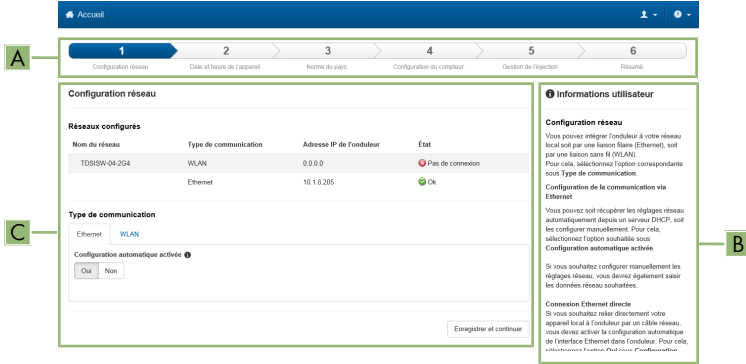 Accueil
1 2 3 4 5 6
Configuration réseau Date et heure de l'appareil Norme du pays Configuration du compteur Gestion de l'injection Résumé
A
Configuration réseau
Réseaux configurés
Nom du réseau Type de communication Adresse IP de l'onduleur État
TDSISW-04-2G4 WLAN 0.0.0.0 Pas de connexion
Ethernet 10.1.8.205 Ok
Type de communication
Ethernet WLAN
Configuration automatique activée
Oui Non
Enregistrer et continuer
C
Informations utilisateur
Configuration réseau
Vous pouvez intégrer l'onduleur à votre réseau
local soit par une liaison filaire (Ethernet), soit
par une liaison sans fil (WLAN).
Pour cela, sélectionnez l'option correspondante
sous Type de communication.
Configuration de la communication via
Ethernet
Vous pouvez soit récupérer les réglages réseau
automatiquement depuis un serveur DHCP, soit
les configurer manuellement. Pour cela,
sélectionnez l'option souhaitée sous
Configuration automatique activée.
Si vous souhaitez configurer manuellement les
réglages réseau, vous devrez également saisir
les données réseau souhaitées.
Connexion Ethernet directe
Si vous souhaitez relier directement votre
appareil local à l'onduleur par un câble réseau,
vous devez activer la configuration automatique
de l'interface Ethernet dans l'onduleur. Pour cela,
sélectionnez l'option Oui sous Configuration
B